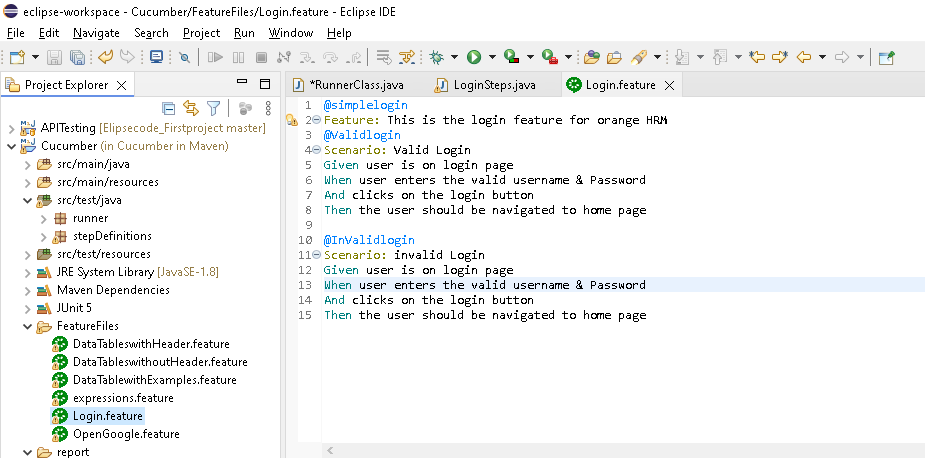 eclipse-workspace - Cucumber/FeatureFiles/Login.feature - Eclipse IDE
File Edit Navigate Search Project Run Window Help
Project Explorer
APITesting [Elipsecode_Firstproject master]
Cucumber (in Cucumber in Maven)
src/main/java
src/main/resources
src/test/java
runner
stepDefinitions
src/test/resources
JRE System Library [JavaSE-1.8]
Maven Dependencies
JUnit 5
FeatureFiles
DataTableswithHeader.feature
DataTableswithoutHeader.feature
DataTablewithExamples.feature
expressions.feature
Login.feature
OpenGoogle.feature
report
*RunnerClass.java LoginSteps.java Login.feature
1 @simplelogin
2 Feature: This is the login feature for orange HRM
3 @Validlogin
4 Scenario: Valid Login
5 Given user is on login page
6 When user enters the valid username & Password
7 And clicks on the login button
8 Then the user should be navigated to home page
9
10 @InValidlogin
11 Scenario: invalid Login
12 Given user is on login page
13 When user enters the valid username & Password
14 And clicks on the login button
15 Then the user should be navigated to home page